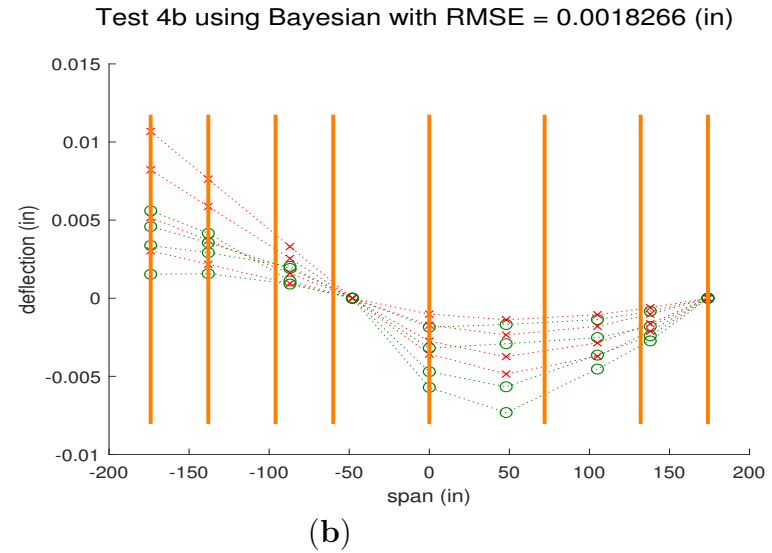 Test 4b using Bayesian with RMSE = 0.0018266 (in)
0.015
0.01
0.005
0
-0.005
-0.01
deflection (in)
-200 -150 -100 -50 0 50 100 150 200
span (in)
(b)